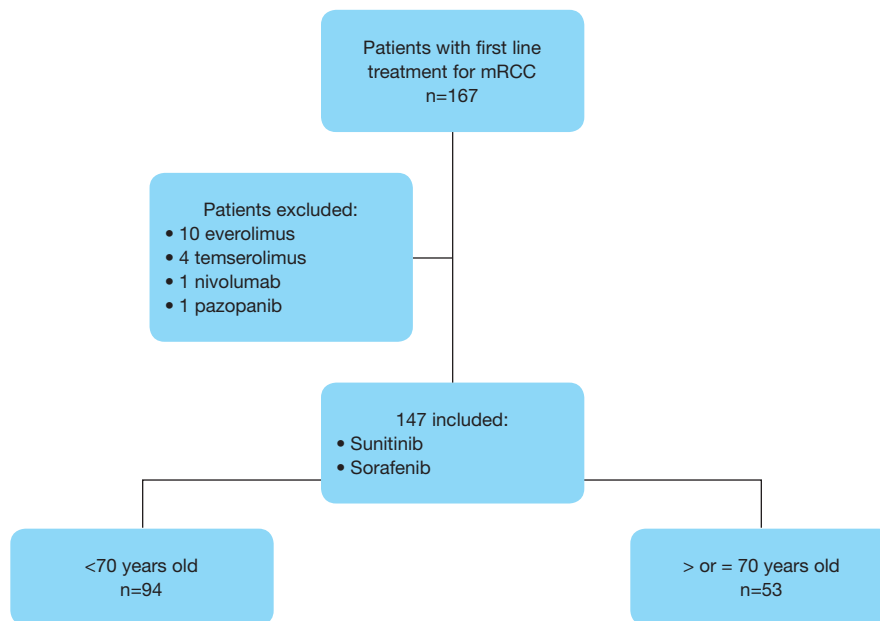 Patients with first line
treatment for mRCC
n=167
Patients excluded:
• 10 everolimus
• 4 temserolimus
• 1 nivolumab
• 1 pazopanib
147 included:
• Sunitinib
• Sorafenib
<70 years old
n=94
> or = 70 years old
n=53